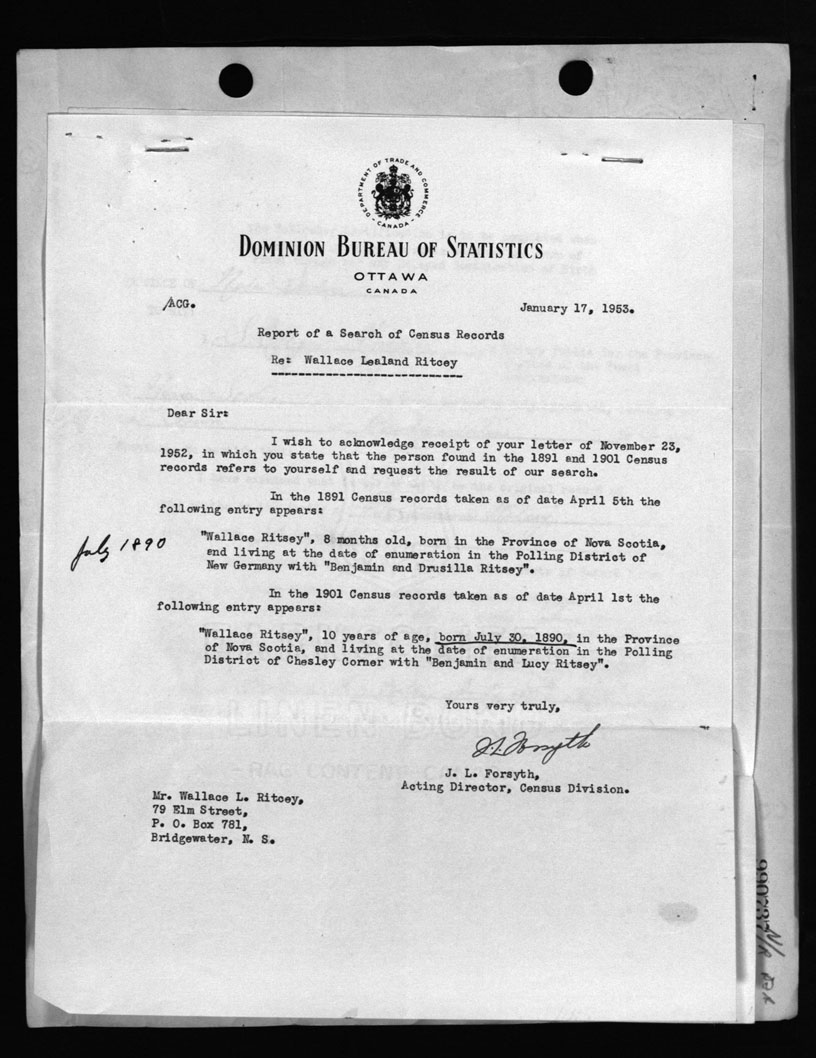 DEPARTMENT OF TRADE AND COMMERCE
- CANADA -
DOMINION BUREAU OF STATISTICS
OTTAWA
CANADA
/ACG.
January 17, 1953.
Report of a Search of Census Records
Re: Wallace Lealand Ritcey
Dear Sir:
I wish to acknowledge receipt of your letter of November 23,
1952, in which you state that the person found in the 1891 and 1901 Census
records refers to yourself and request the result of our search.
In the 1891 Census records taken as of date April 5th the
following entry appears:
July 1890
"Wallace Ritsey", 8 months old, born in the Province of Nova Scotia,
and living at the date of enumeration in the Polling District of
New Germany with "Benjamin and Drusilla Ritsey".
In the 1901 Census records taken as of date April 1st the
following entry appears:
"Wallace Ritsey", 10 years of age, born July 30, 1890, in the Province
of Nova Scotia, and living at the date of enumeration in the Polling
District of Chesley Corner with "Benjamin and Lucy Ritsey".
Yours very truly,
J.L. Forsyth
J. L. Forsyth,
Acting Director, Census Division.
Mr. Wallace L. Ritcey,
79 Elm Street,
P. O. Box 781,
Bridgewater, N. S.